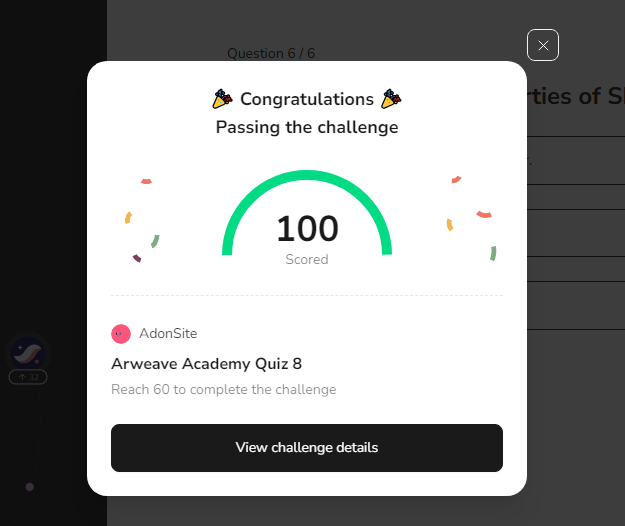 Question 6 / 6
rties of S
Congratulations
Passing the challenge
100
Scored
AdonSite
Arweave Academy Quiz 8
Reach 60 to complete the challenge
View challenge details
32